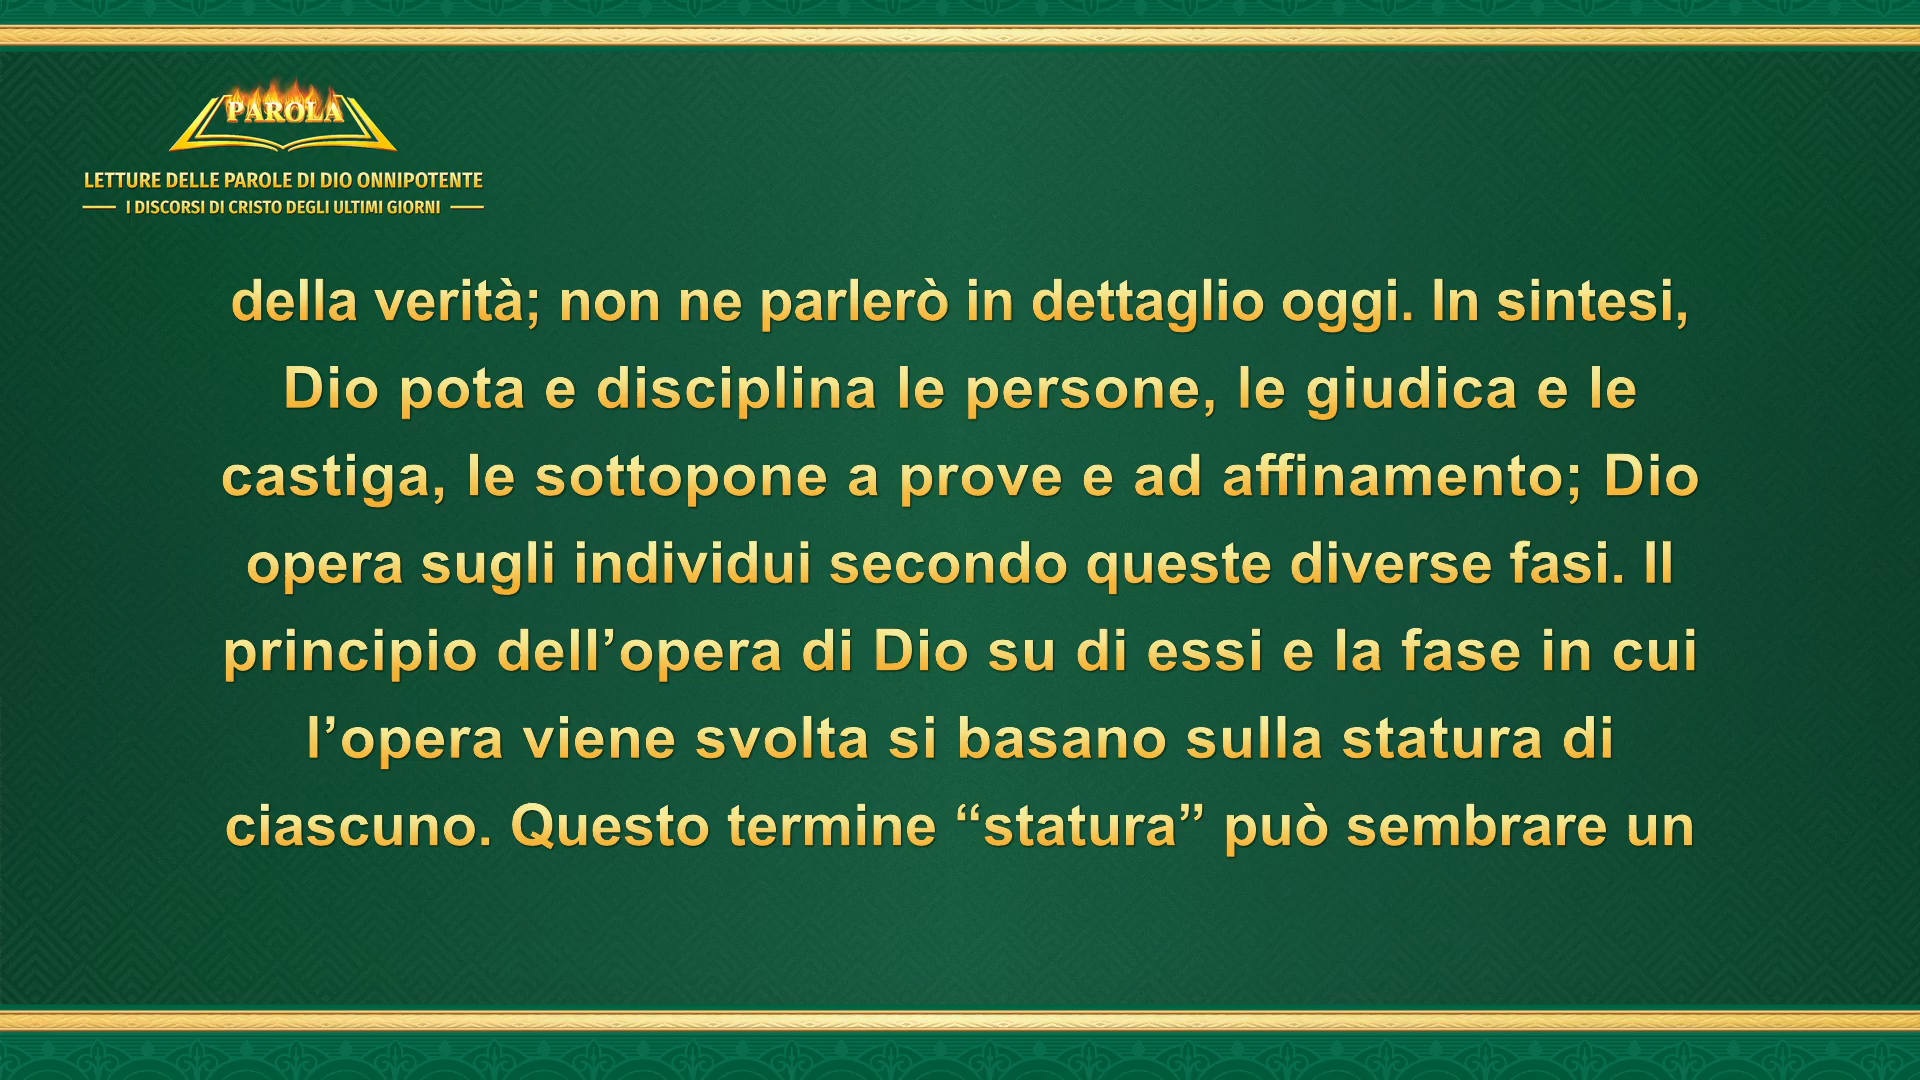 PAROLA
LETTURE DELLE PAROLE DI DIO ONNIPOTENTE
I DISCORSI DI CRISTO DEGLI ULTIMI GIORNI
della verità; non ne parlerò in dettaglio oggi. In sintesi,
Dio pota e disciplina le persone, le giudica e le
castiga, le sottopone a prove e ad affinamento; Dio
opera sugli individui secondo queste diverse fasi. Il
principio dell’opera di Dio su di essi e la fase in cui
l’opera viene svolta si basano sulla statura di
ciascuno. Questo termine “statura” può sembrare un